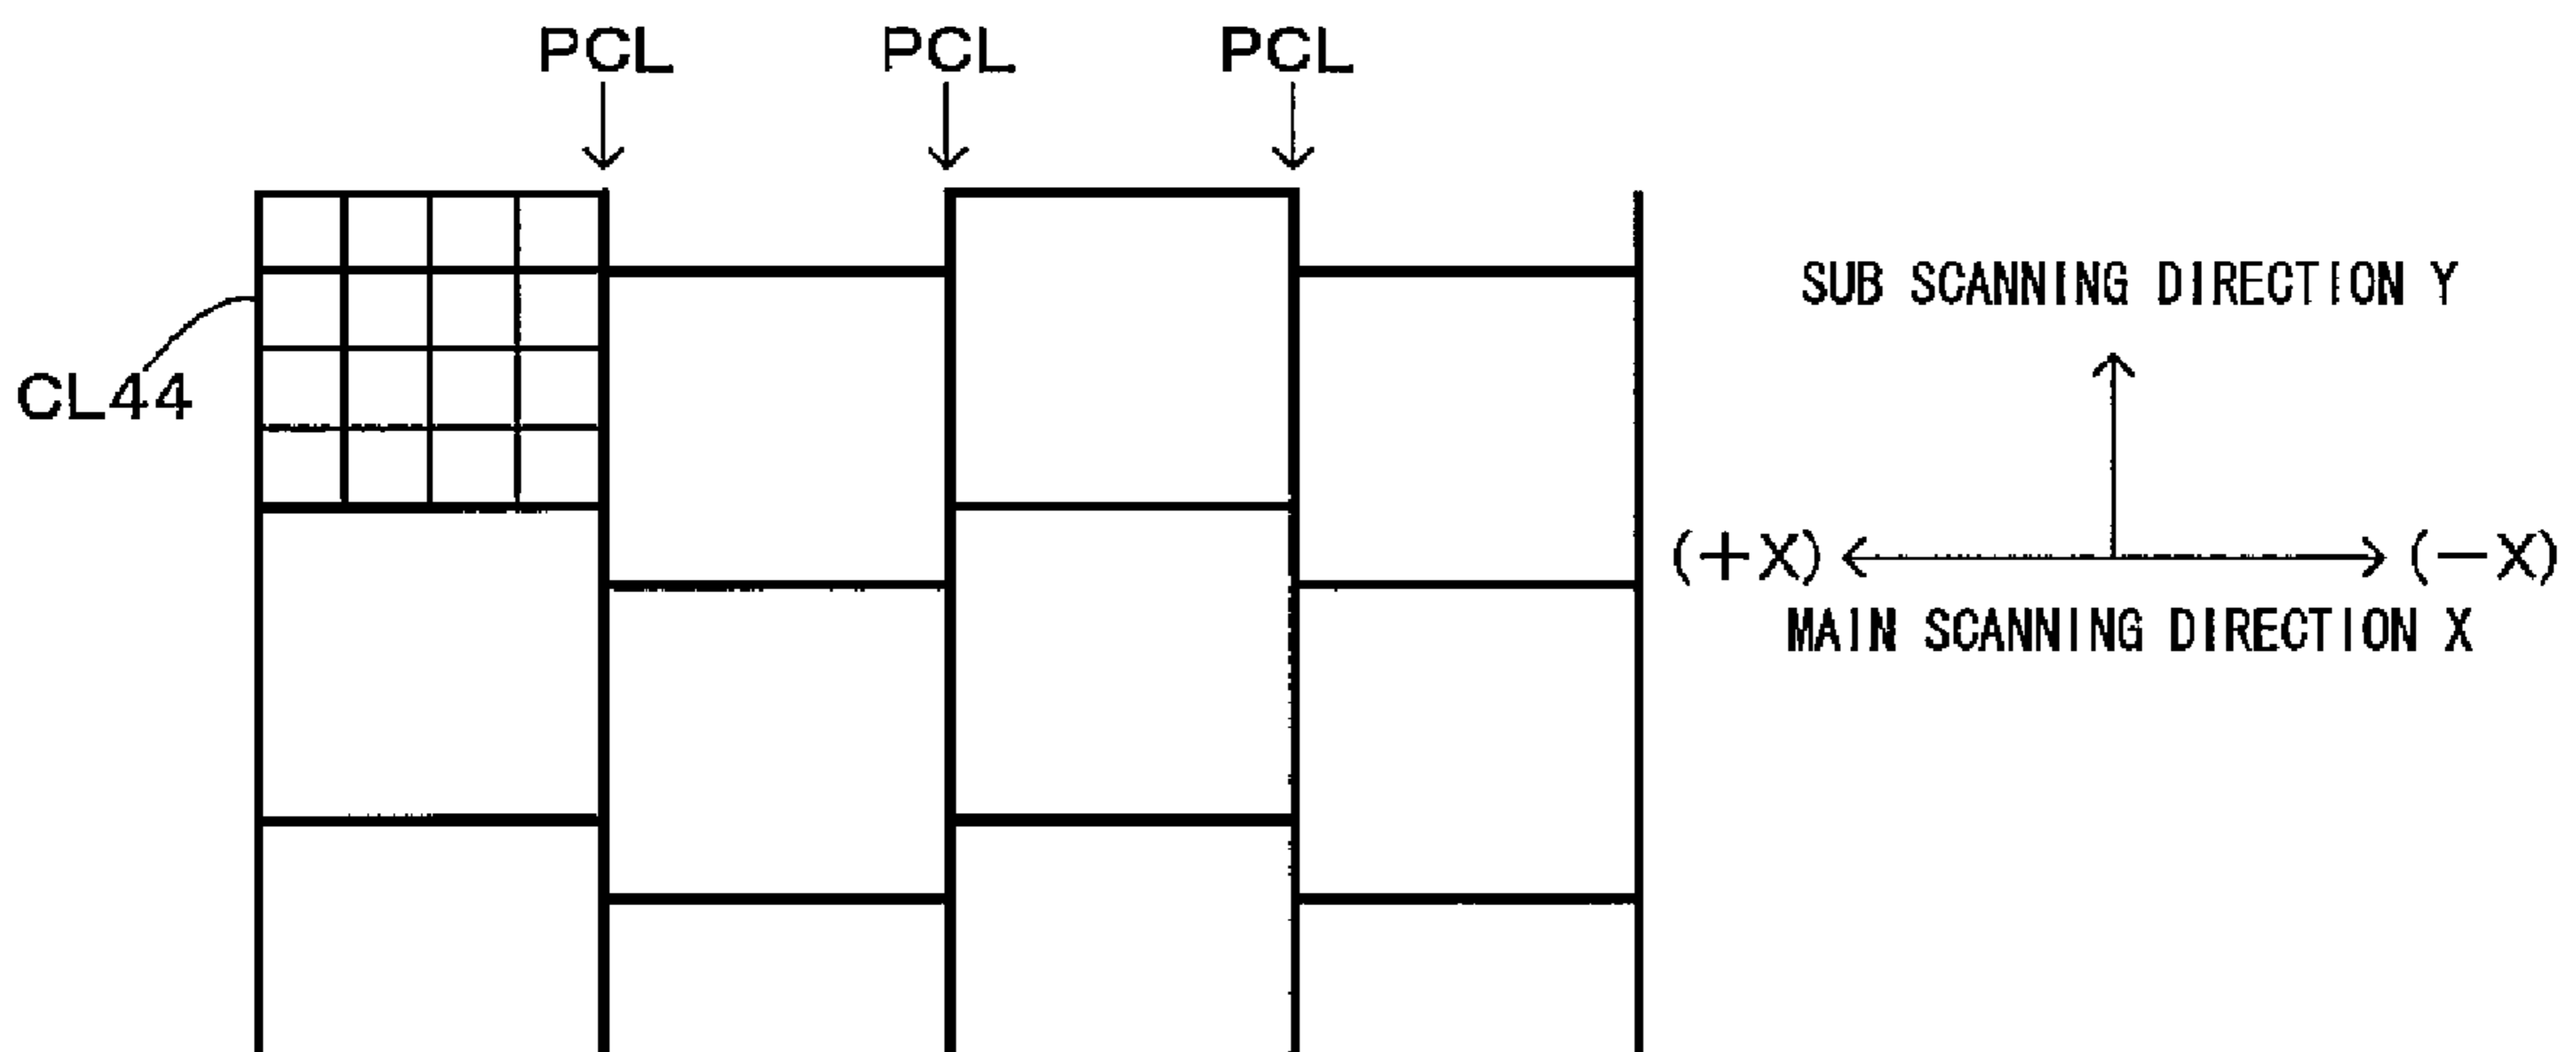 PCL PCL PCL
SUB SCANNING DIRECTION Y
CL44
(+X) (−X)
MAIN SCANNING DIRECTION X